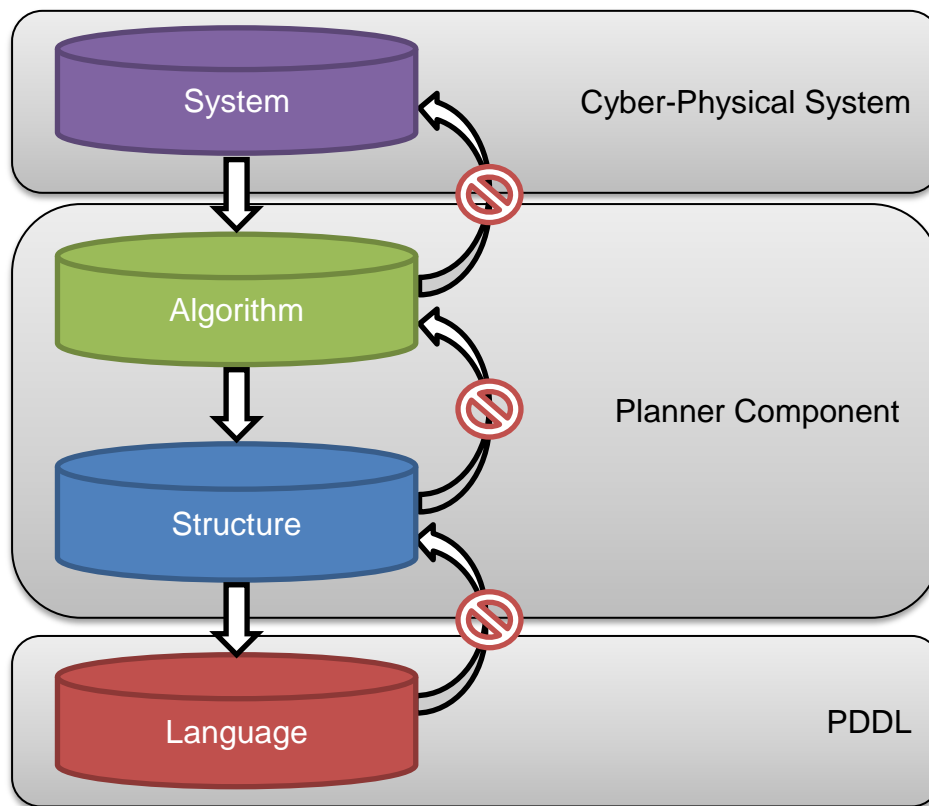 System
Cyber-Physical System
Algorithm
Planner Component
Structure
Language
PDDL